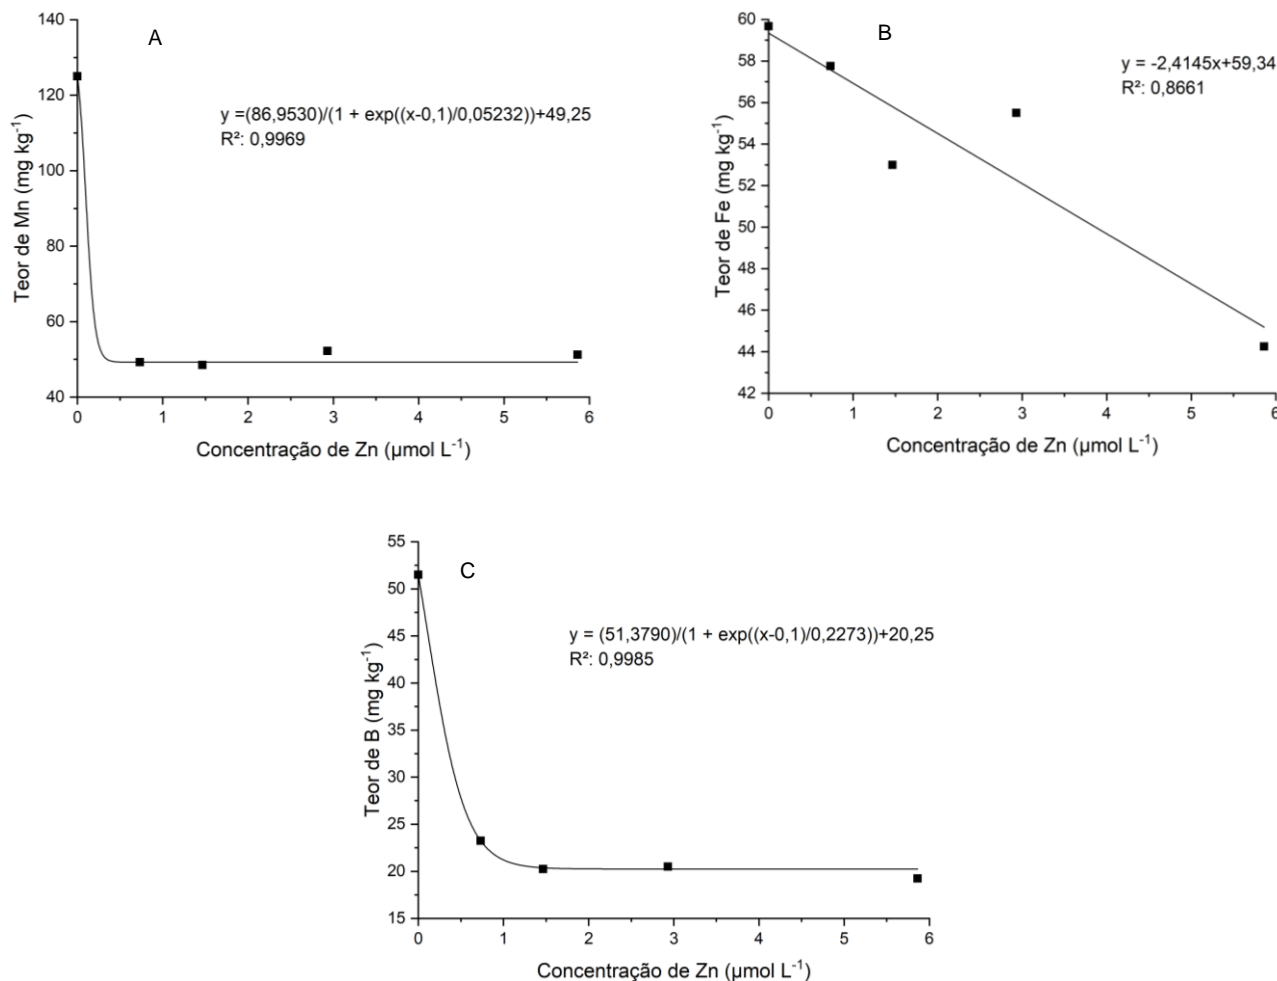 A
y =(86,9530)/(1 + exp((x-0,1)/0,05232))+49,25
R²: 0,9969
Teor de Mn (mg kg⁻¹)
140
120
100
80
60
40
0 1 2 3 4 5 6
Concentração de Zn (µmol L⁻¹)
B
y = -2,4145x+59,34
R²: 0,8661
Teor de Fe (mg kg⁻¹)
60
58
56
54
52
50
48
46
44
42
0 1 2 3 4 5 6
Concentração de Zn (µmol L⁻¹)
C
y = (51,3790)/(1 + exp((x-0,1)/0,2273))+20,25
R²: 0,9985
Teor de B (mg kg⁻¹)
55
50
45
40
35
30
25
20
15
0 1 2 3 4 5 6
Concentração de Zn (µmol L⁻¹)